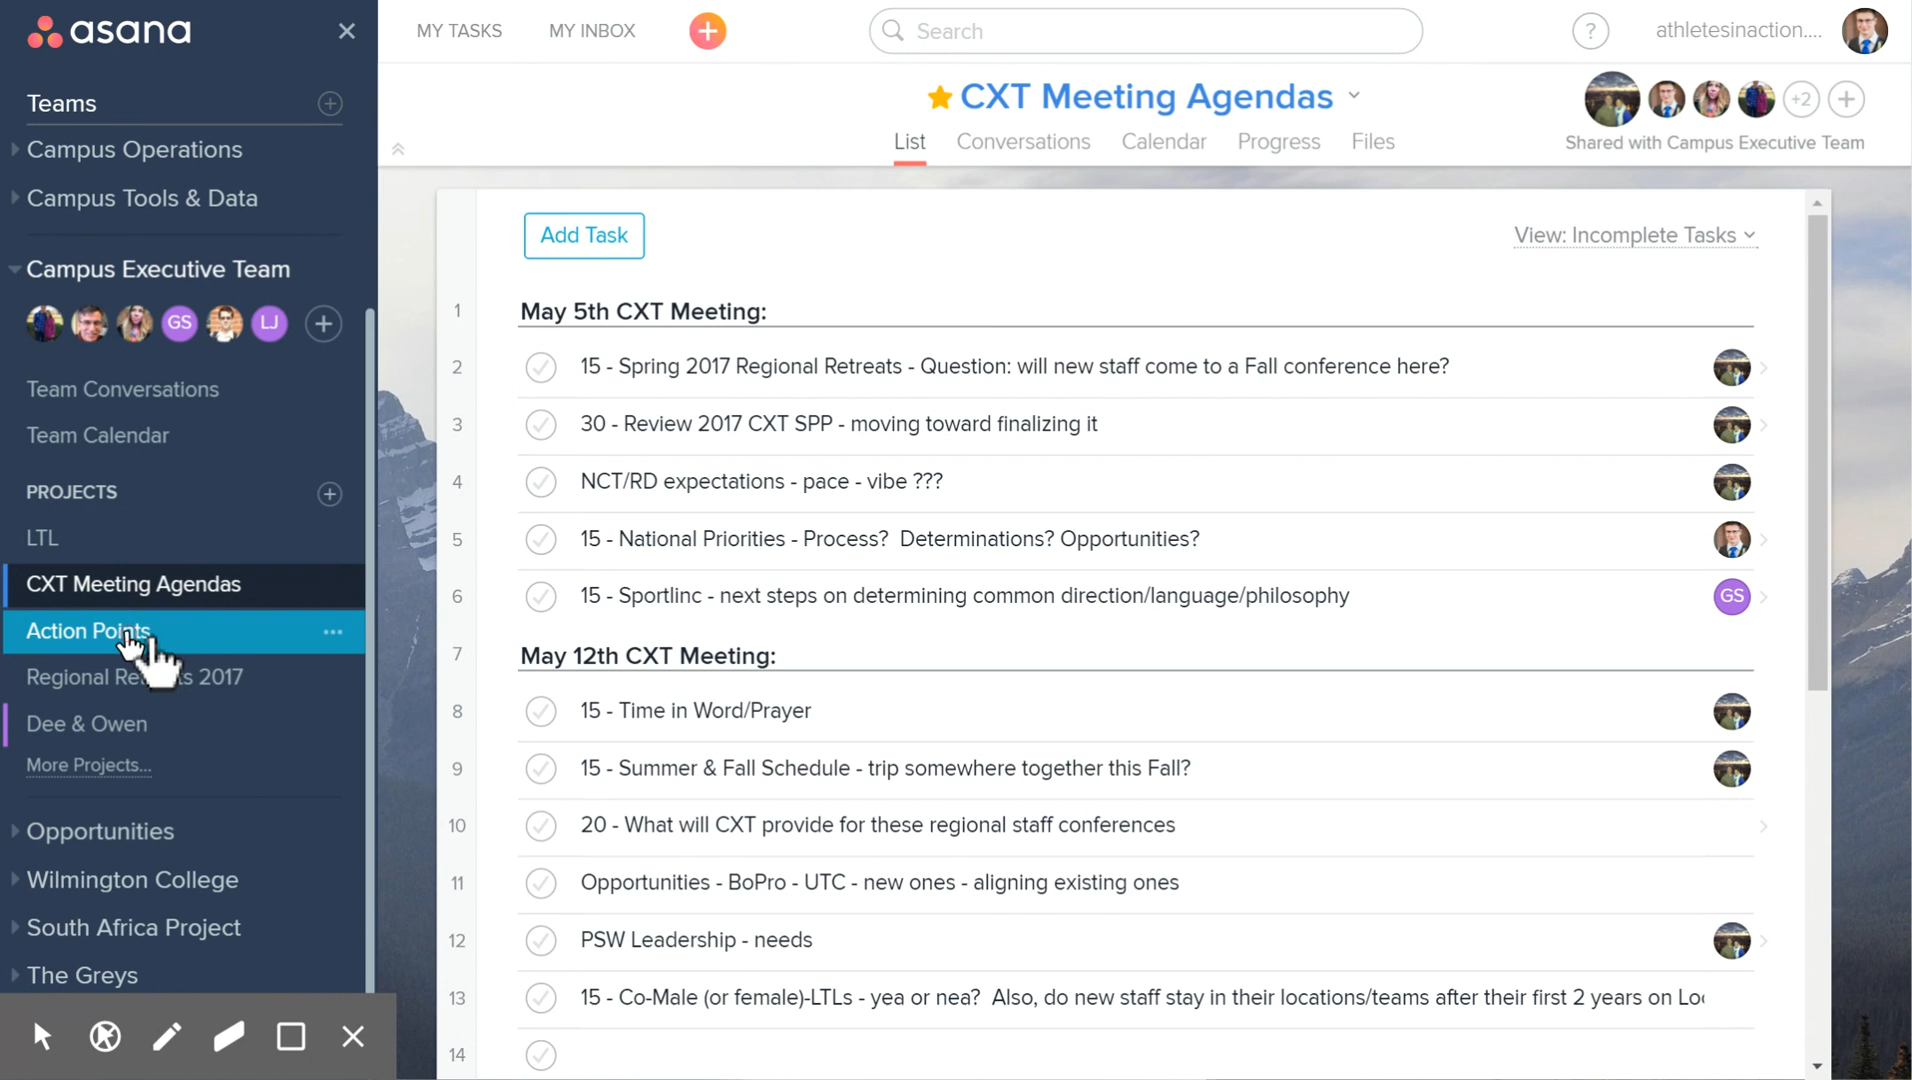 asana
MY TASKS
MY INBOX
Search
?
athletesinaction....
Teams
Campus Operations
Campus Tools & Data
Campus Executive Team
GS
LJ
Team Conversations
Team Calendar
PROJECTS
LTL
CXT Meeting Agendas
Action Points
Regional Re s 2017
Dee & Owen
More Projects...
Opportunities
Wilmington College
South Africa Project
The Greys
CXT Meeting Agendas
List
Conversations
Calendar
Progress
Files
+2
Shared with Campus Executive Team
Add Task
View: Incomplete Tasks
1 May 5th CXT Meeting:
2 15 - Spring 2017 Regional Retreats - Question: will new staff come to a Fall conference here?
3 30 - Review 2017 CXT SPP - moving toward finalizing it
4 NCT/RD expectations - pace - vibe ???
5 15 - National Priorities - Process?  Determinations? Opportunities?
6 15 - Sportlinc - next steps on determining common direction/language/philosophy GS
7 May 12th CXT Meeting:
8 15 - Time in Word/Prayer
9 15 - Summer & Fall Schedule - trip somewhere together this Fall?
10 20 - What will CXT provide for these regional staff conferences
11 Opportunities - BoPro - UTC - new ones - aligning existing ones
12 PSW Leadership - needs
13 15 - Co-Male (or female)-LTLs - yea or nea?  Also, do new staff stay in their locations/teams after their first 2 years on Loc
14